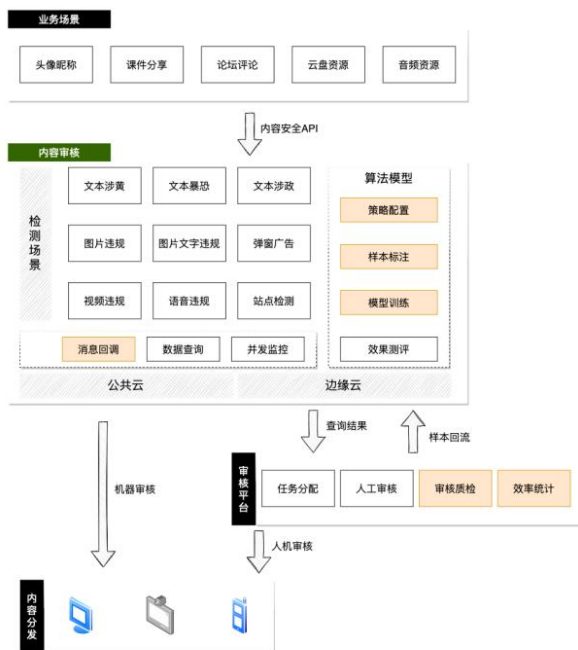 业务场景
头像昵称
课件分享
论坛评论
云盘资源
音频资源
内容安全API
内容审核
检测场景
文本涉黄
文本暴恐
文本涉政
图片违规
图片文字违规
弹窗广告
视频违规
语音违规
站点检测
算法模型
策略配置
样本标注
模型训练
效果测评
消息回调
数据查询
并发监控
公共云
边缘云
查询结果
样本回流
机器审核
审核平台
任务分配
人工审核
审核质检
效率统计
人机审核
内容分发